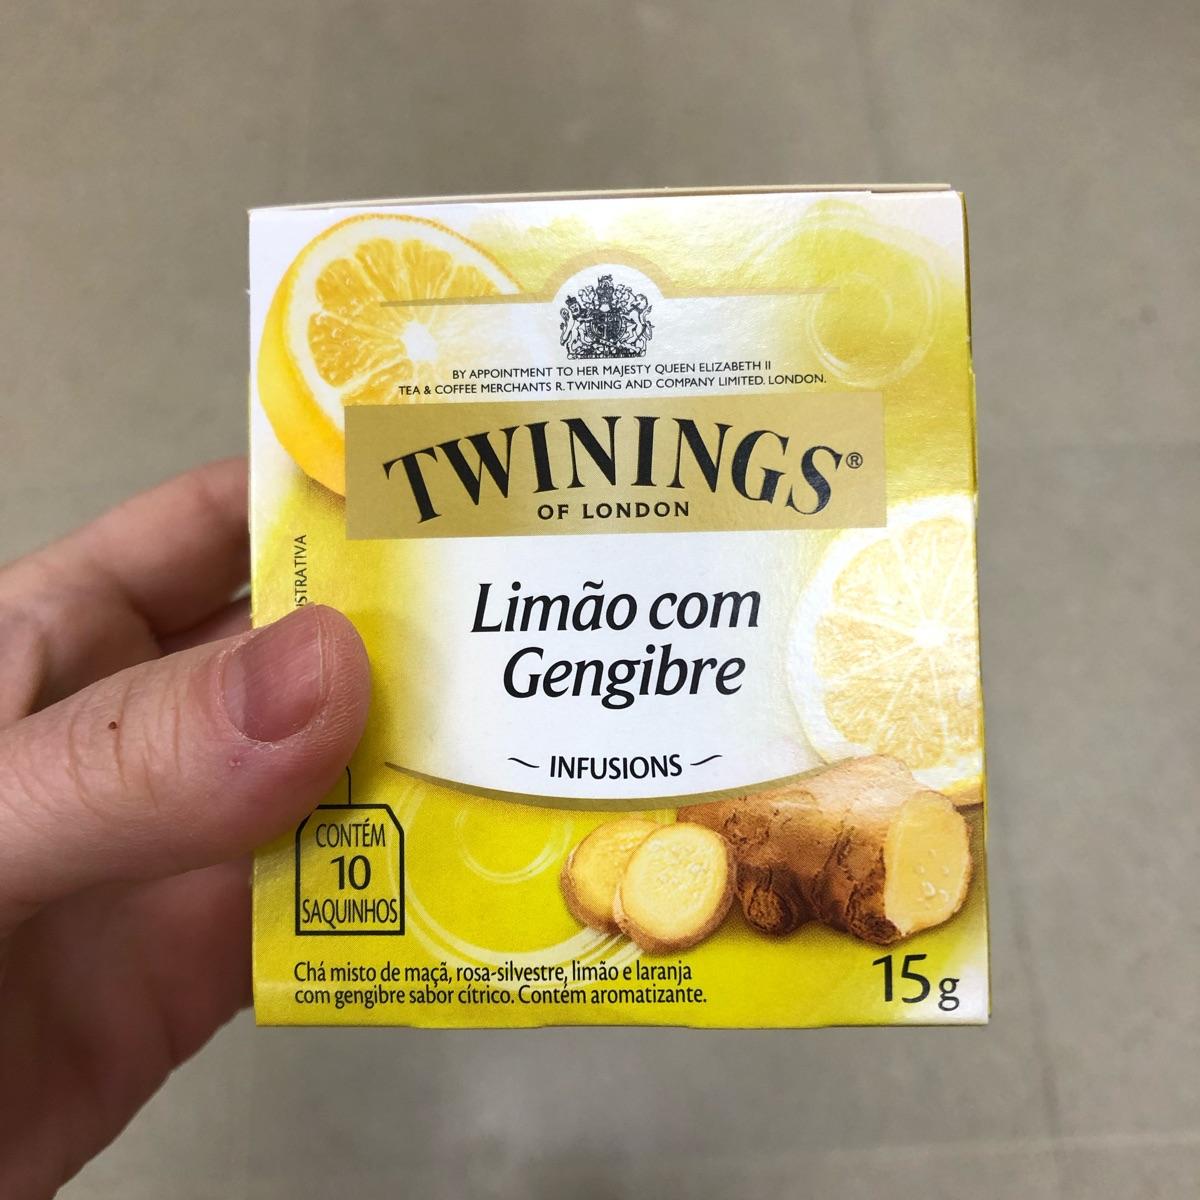 BY APPOINTMENT TO HER MAJESTY QUEEN ELIZABETH II
TEA & COFFEE MERCHANTS R. TWINING AND COMPANY LIMITED. LONDON.
TWININGS®
OF LONDON
Limão com
Gengibre
~ INFUSIONS ~
CONTÉM
10
SAQUINHOS
Chá misto de maçã, rosa-silvestre, limão e laranja
com gengibre sabor cítrico. Contém aromatizante.
15g